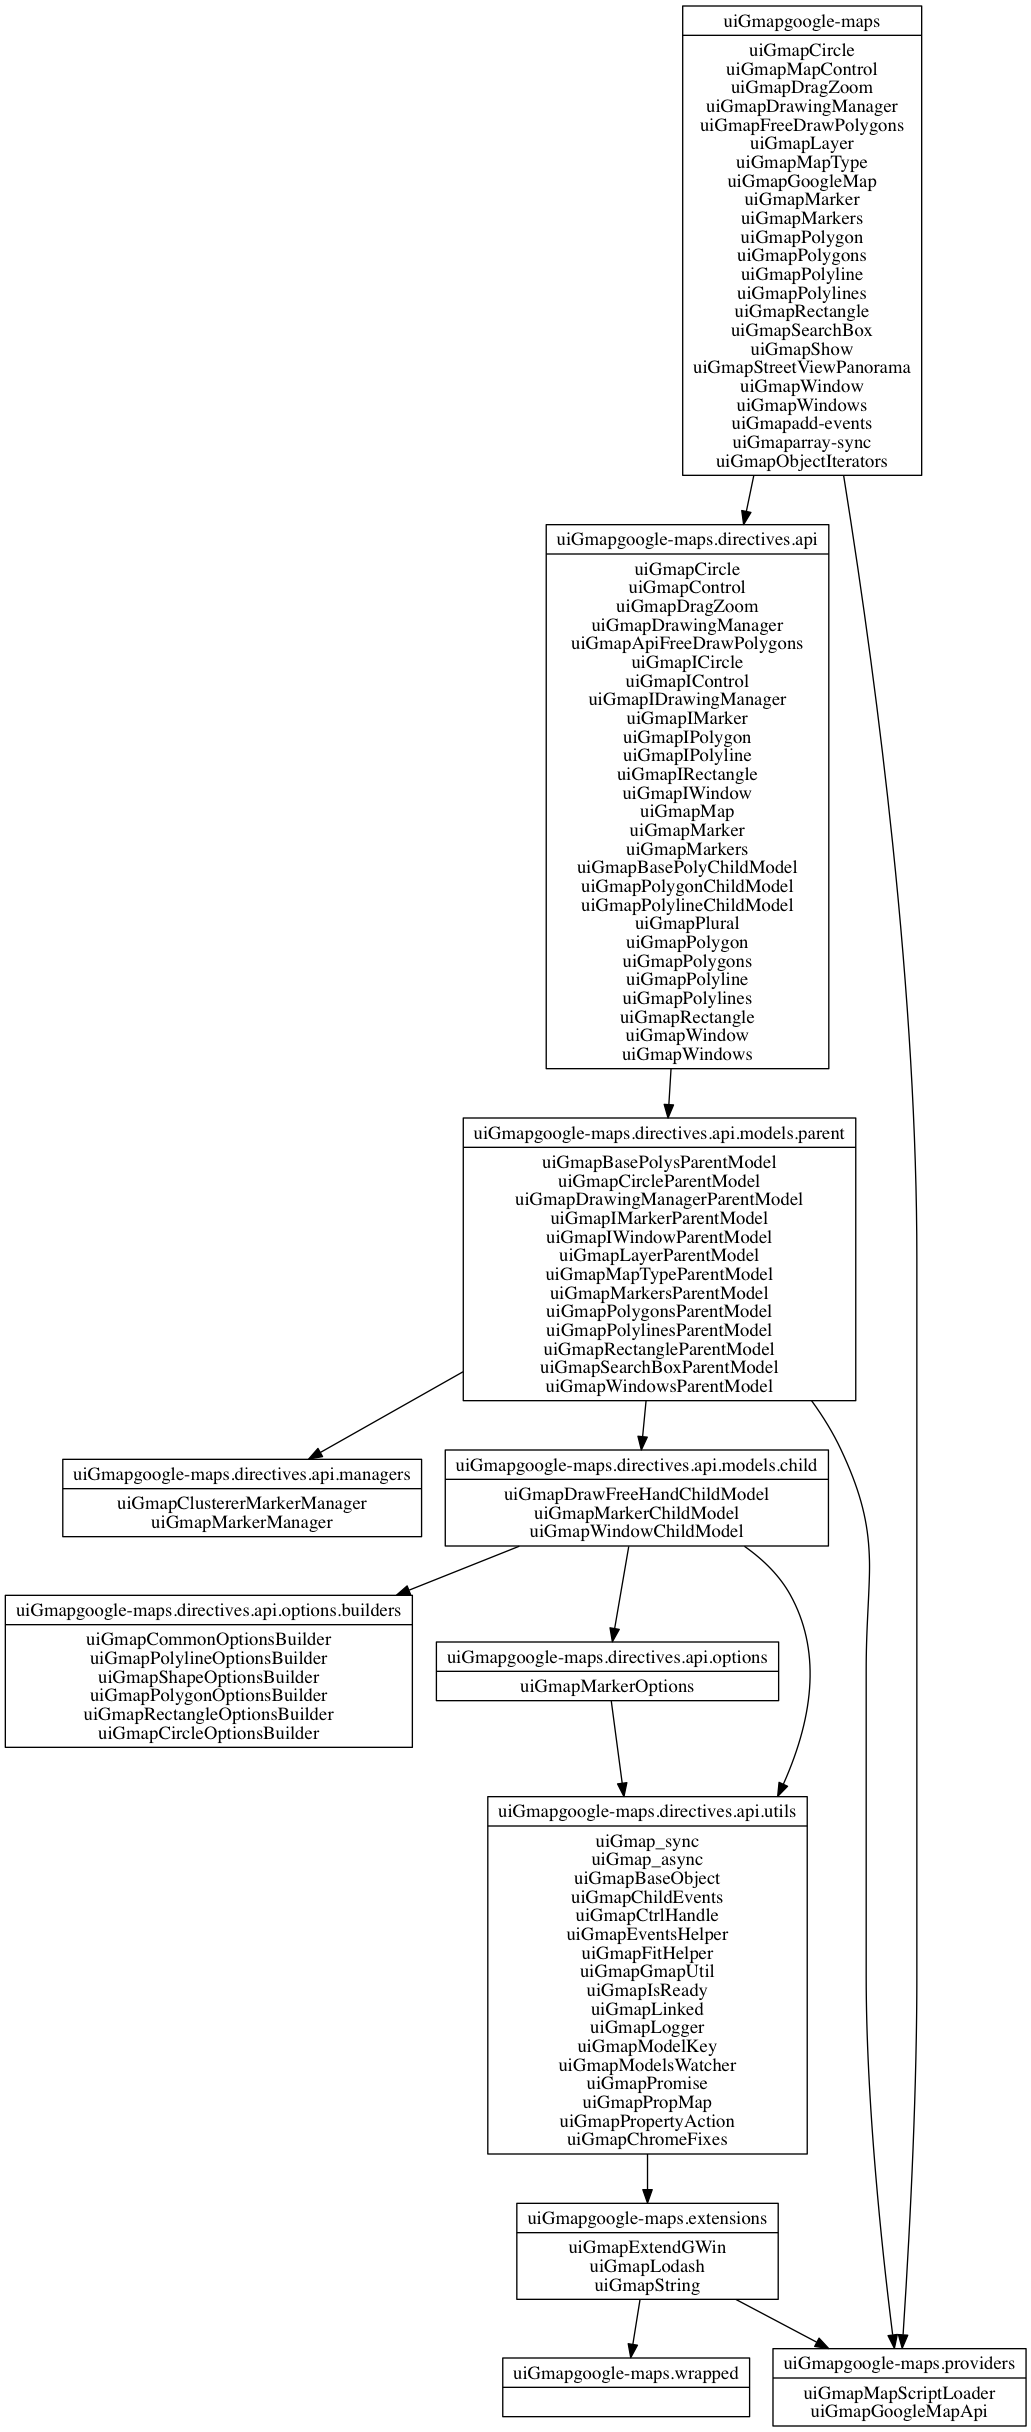 uiGmapgoogle-maps
uiGmapCircle
uiGmapMapControl
uiGmapDragZoom
uiGmapDrawingManager
uiGmapFreeDrawPolygons
uiGmapLayer
uiGmapMapType
uiGmapGoogleMap
uiGmapMarker
uiGmapMarkers
uiGmapPolygon
uiGmapPolygons
uiGmapPolyline
uiGmapPolylines
uiGmapRectangle
uiGmapSearchBox
uiGmapShow
uiGmapStreetViewPanorama
uiGmapWindow
uiGmapWindows
uiGmapadd-events
uiGmaparray-sync
uiGmapObjectIterators
uiGmapgoogle-maps.directives.api
uiGmapCircle
uiGmapControl
uiGmapDragZoom
uiGmapDrawingManager
uiGmapApiFreeDrawPolygons
uiGmapICircle
uiGmapIControl
uiGmapIDrawingManager
uiGmapIMarker
uiGmapIPolygon
uiGmapIPolyline
uiGmapIRectangle
uiGmapIWindow
uiGmapMap
uiGmapMarker
uiGmapMarkers
uiGmapBasePolyChildModel
uiGmapPolygonChildModel
uiGmapPolylineChildModel
uiGmapPlural
uiGmapPolygon
uiGmapPolygons
uiGmapPolyline
uiGmapPolylines
uiGmapRectangle
uiGmapWindow
uiGmapWindows
uiGmapgoogle-maps.directives.api.models.parent
uiGmapBasePolysParentModel
uiGmapCircleParentModel
uiGmapDrawingManagerParentModel
uiGmapIMarkerParentModel
uiGmapIWindowParentModel
uiGmapLayerParentModel
uiGmapMapTypeParentModel
uiGmapMarkersParentModel
uiGmapPolygonsParentModel
uiGmapPolylinesParentModel
uiGmapRectangleParentModel
uiGmapSearchBoxParentModel
uiGmapWindowsParentModel
uiGmapgoogle-maps.directives.api.managers
uiGmapClustererMarkerManager
uiGmapMarkerManager
uiGmapgoogle-maps.directives.api.models.child
uiGmapDrawFreeHandChildModel
uiGmapMarkerChildModel
uiGmapWindowChildModel
uiGmapgoogle-maps.directives.api.options.builders
uiGmapCommonOptionsBuilder
uiGmapPolylineOptionsBuilder
uiGmapShapeOptionsBuilder
uiGmapPolygonOptionsBuilder
uiGmapRectangleOptionsBuilder
uiGmapCircleOptionsBuilder
uiGmapgoogle-maps.directives.api.options
uiGmapMarkerOptions
uiGmapgoogle-maps.directives.api.utils
uiGmap_sync
uiGmap_async
uiGmapBaseObject
uiGmapChildEvents
uiGmapCtrlHandle
uiGmapEventsHelper
uiGmapFitHelper
uiGmapGmapUtil
uiGmapIsReady
uiGmapLinked
uiGmapLogger
uiGmapModelKey
uiGmapModelsWatcher
uiGmapPromise
uiGmapPropMap
uiGmapPropertyAction
uiGmapChromeFixes
uiGmapgoogle-maps.extensions
uiGmapExtendGWin
uiGmapLodash
uiGmapString
uiGmapgoogle-maps.wrapped
uiGmapgoogle-maps.providers
uiGmapMapScriptLoader
uiGmapGoogleMapApi